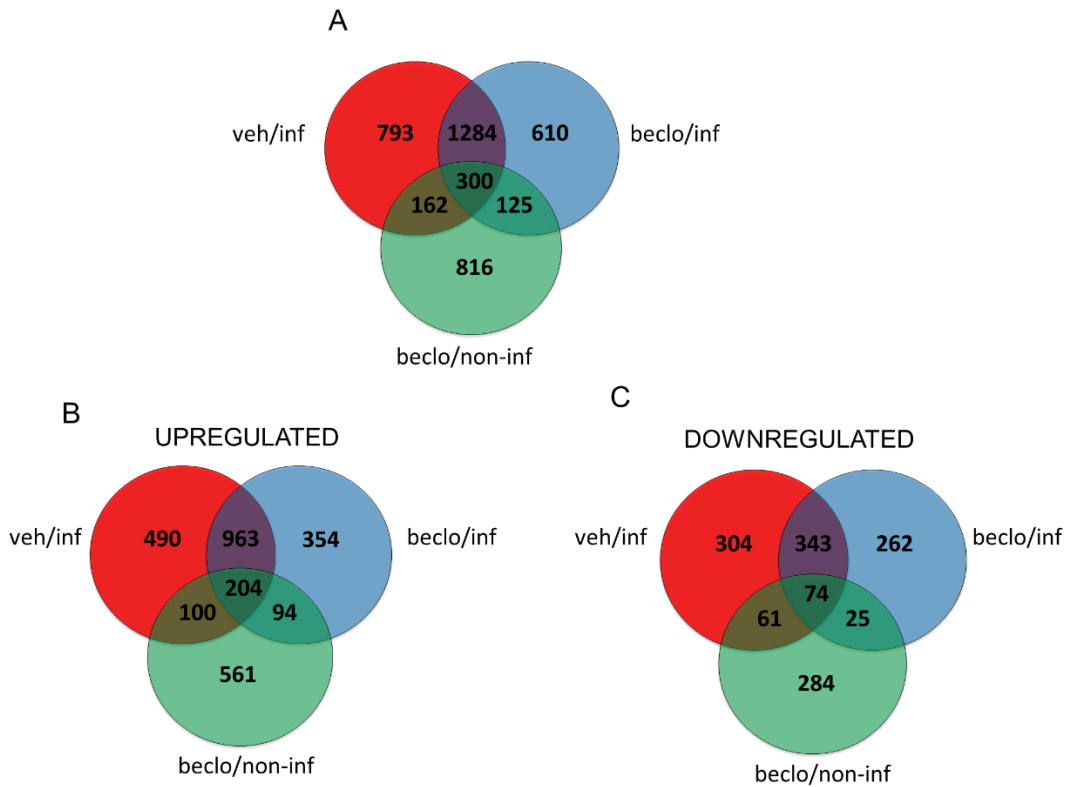 A
veh/inf 793 1284 610 beclo/inf
300
162 125
816
beclo/non-inf
B
UPREGULATED
veh/inf 490 963 354 beclo/inf
204
100 94
561
beclo/non-inf
C
DOWNREGULATED
veh/inf 304 343 262 beclo/inf
74
61 25
284
beclo/non-inf